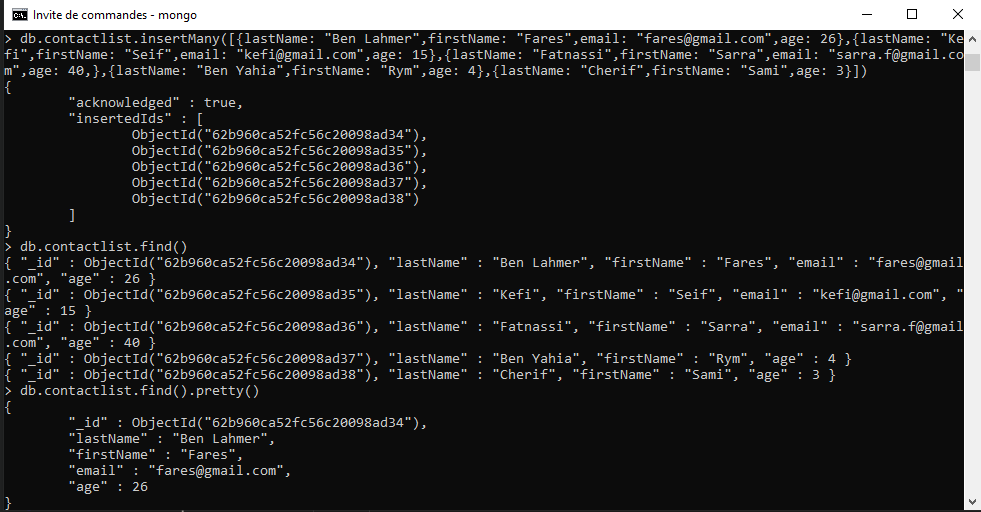 Invite de commandes - mongo
> db.contactlist.insertMany([{lastName: "Ben Lahmer",firstName: "Fares",email: "fares@gmail.com",age: 26},{lastName: "Ke
fi",firstName: "Seif",email: "kefi@gmail.com",age: 15},{lastName: "Fatnassi",firstName: "Sarra",email: "sarra.f@gmail.co
m",age: 40,},{lastName: "Ben Yahia",firstName: "Rym",age: 4},{lastName: "Cherif",firstName: "Sami",age: 3}])
{
        "acknowledged" : true,
        "insertedIds" : [
                ObjectId("62b960ca52fc56c20098ad34"),
                ObjectId("62b960ca52fc56c20098ad35"),
                ObjectId("62b960ca52fc56c20098ad36"),
                ObjectId("62b960ca52fc56c20098ad37"),
                ObjectId("62b960ca52fc56c20098ad38")
        ]
}
> db.contactlist.find()
{ "_id" : ObjectId("62b960ca52fc56c20098ad34"), "lastName" : "Ben Lahmer", "firstName" : "Fares", "email" : "fares@gmail
.com", "age" : 26 }
{ "_id" : ObjectId("62b960ca52fc56c20098ad35"), "lastName" : "Kefi", "firstName" : "Seif", "email" : "kefi@gmail.com", "
age" : 15 }
{ "_id" : ObjectId("62b960ca52fc56c20098ad36"), "lastName" : "Fatnassi", "firstName" : "Sarra", "email" : "sarra.f@gmail
.com", "age" : 40 }
{ "_id" : ObjectId("62b960ca52fc56c20098ad37"), "lastName" : "Ben Yahia", "firstName" : "Rym", "age" : 4 }
{ "_id" : ObjectId("62b960ca52fc56c20098ad38"), "lastName" : "Cherif", "firstName" : "Sami", "age" : 3 }
> db.contactlist.find().pretty()
{
        "_id" : ObjectId("62b960ca52fc56c20098ad34"),
        "lastName" : "Ben Lahmer",
        "firstName" : "Fares",
        "email" : "fares@gmail.com",
        "age" : 26
}